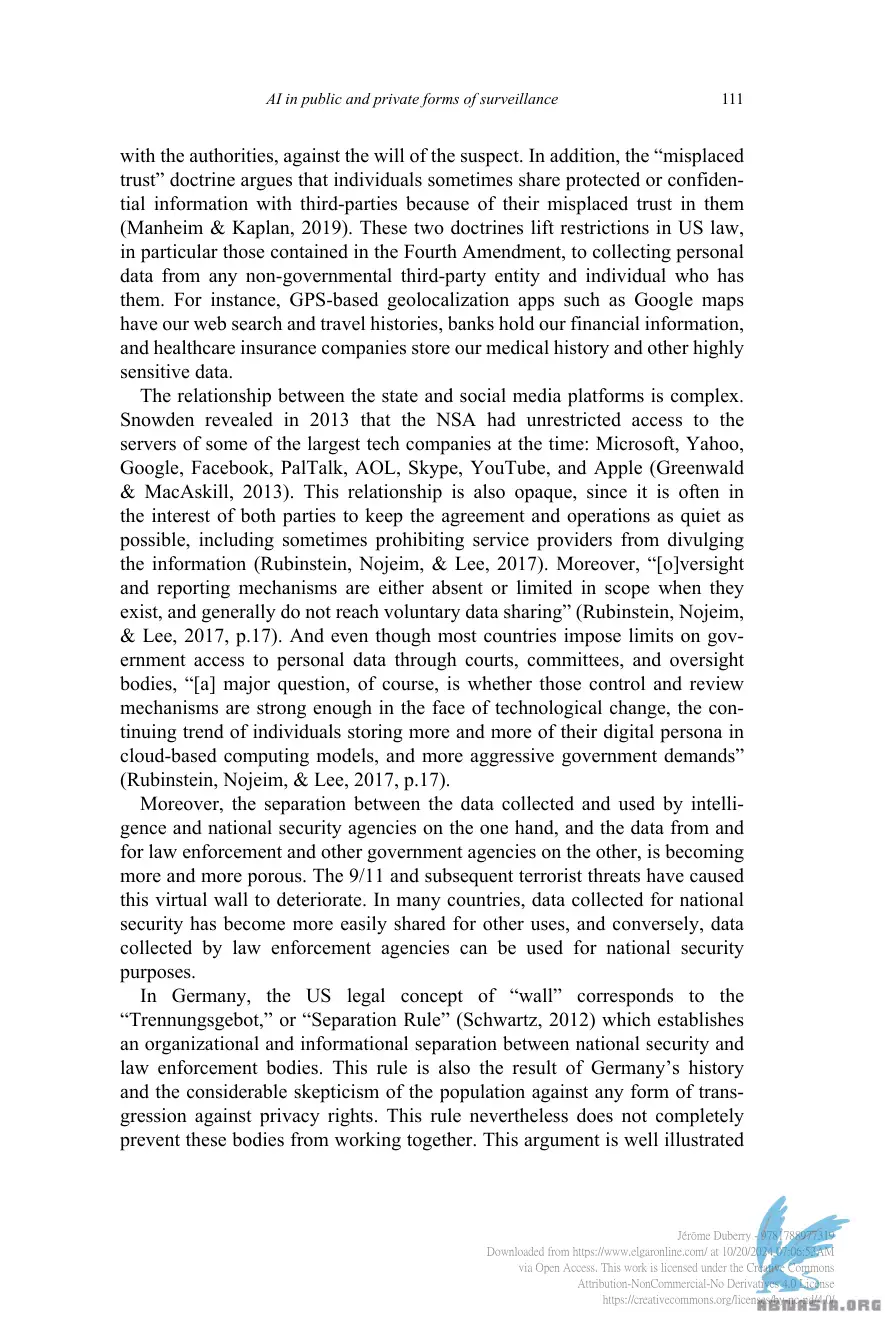 AI in public and private forms of surveillance 111
with the authorities, against the will of the suspect. In addition, the “misplaced
trust” doctrine argues that individuals sometimes share protected or confiden-
tial information with third-parties because of their misplaced trust in them
(Manheim & Kaplan, 2019). These two doctrines lift restrictions in US law,
in particular those contained in the Fourth Amendment, to collecting personal
data from any non-governmental third-party entity and individual who has
them. For instance, GPS-based geolocalization apps such as Google maps
have our web search and travel histories, banks hold our financial information,
and healthcare insurance companies store our medical history and other highly
sensitive data.
The relationship between the state and social media platforms is complex.
Snowden revealed in 2013 that the NSA had unrestricted access to the
servers of some of the largest tech companies at the time: Microsoft, Yahoo,
Google, Facebook, PalTalk, AOL, Skype, YouTube, and Apple (Greenwald
& MacAskill, 2013). This relationship is also opaque, since it is often in
the interest of both parties to keep the agreement and operations as quiet as
possible, including sometimes prohibiting service providers from divulging
the information (Rubinstein, Nojeim, & Lee, 2017). Moreover, “[o]versight
and reporting mechanisms are either absent or limited in scope when they
exist, and generally do not reach voluntary data sharing” (Rubinstein, Nojeim,
& Lee, 2017, p.17). And even though most countries impose limits on gov-
ernment access to personal data through courts, committees, and oversight
bodies, “[a] major question, of course, is whether those control and review
mechanisms are strong enough in the face of technological change, the con-
tinuing trend of individuals storing more and more of their digital persona in
cloud-based computing models, and more aggressive government demands”
(Rubinstein, Nojeim, & Lee, 2017, p.17).
Moreover, the separation between the data collected and used by intelli-
gence and national security agencies on the one hand, and the data from and
for law enforcement and other government agencies on the other, is becoming
more and more porous. The 9/11 and subsequent terrorist threats have caused
this virtual wall to deteriorate. In many countries, data collected for national
security has become more easily shared for other uses, and conversely, data
collected by law enforcement agencies can be used for national security
purposes.
In Germany, the US legal concept of “wall” corresponds to the
“Trennungsgebot,” or “Separation Rule” (Schwartz, 2012) which establishes
an organizational and informational separation between national security and
law enforcement bodies. This rule is also the result of Germany’s history
and the considerable skepticism of the population against any form of trans-
gression against privacy rights. This rule nevertheless does not completely
prevent these bodies from working together. This argument is well illustrated
Jérôme Duberry - 9781788977319
Downloaded from https://www.elgaronline.com/ at 10/20/2024 07:06:52AM
via Open Access. This work is licensed under the Creative Commons
Attribution-NonCommercial-No Derivatives 4.0 License
https://creativecommons.org/licenses/by-nc-nd/4.0/
ABTWASIA.ORG